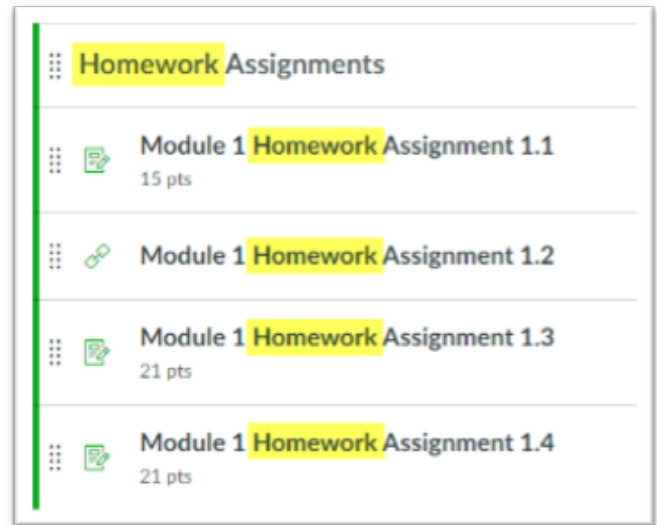 Homework Assignments
Module 1 Homework Assignment 1.1
15 pts
Module 1 Homework Assignment 1.2
Module 1 Homework Assignment 1.3
21 pts
Module 1 Homework Assignment 1.4
21 pts